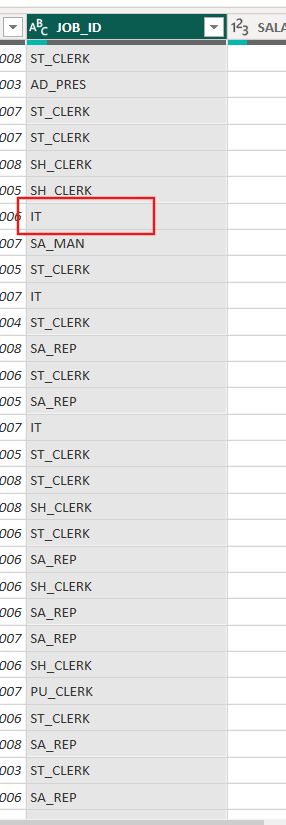 ABC JOB_ID 123 SALA
008 ST_CLERK
003 AD_PRES
007 ST_CLERK
007 ST_CLERK
008 SH_CLERK
005 SH_CLERK
006 IT
007 SA_MAN
005 ST_CLERK
007 IT
004 ST_CLERK
008 SA_REP
006 ST_CLERK
005 SA_REP
007 IT
005 ST_CLERK
008 ST_CLERK
008 SH_CLERK
006 ST_CLERK
006 SA_REP
006 SH_CLERK
006 SA_REP
007 SA_REP
006 SH_CLERK
007 PU_CLERK
006 ST_CLERK
008 SA_REP
003 ST_CLERK
006 SA_REP